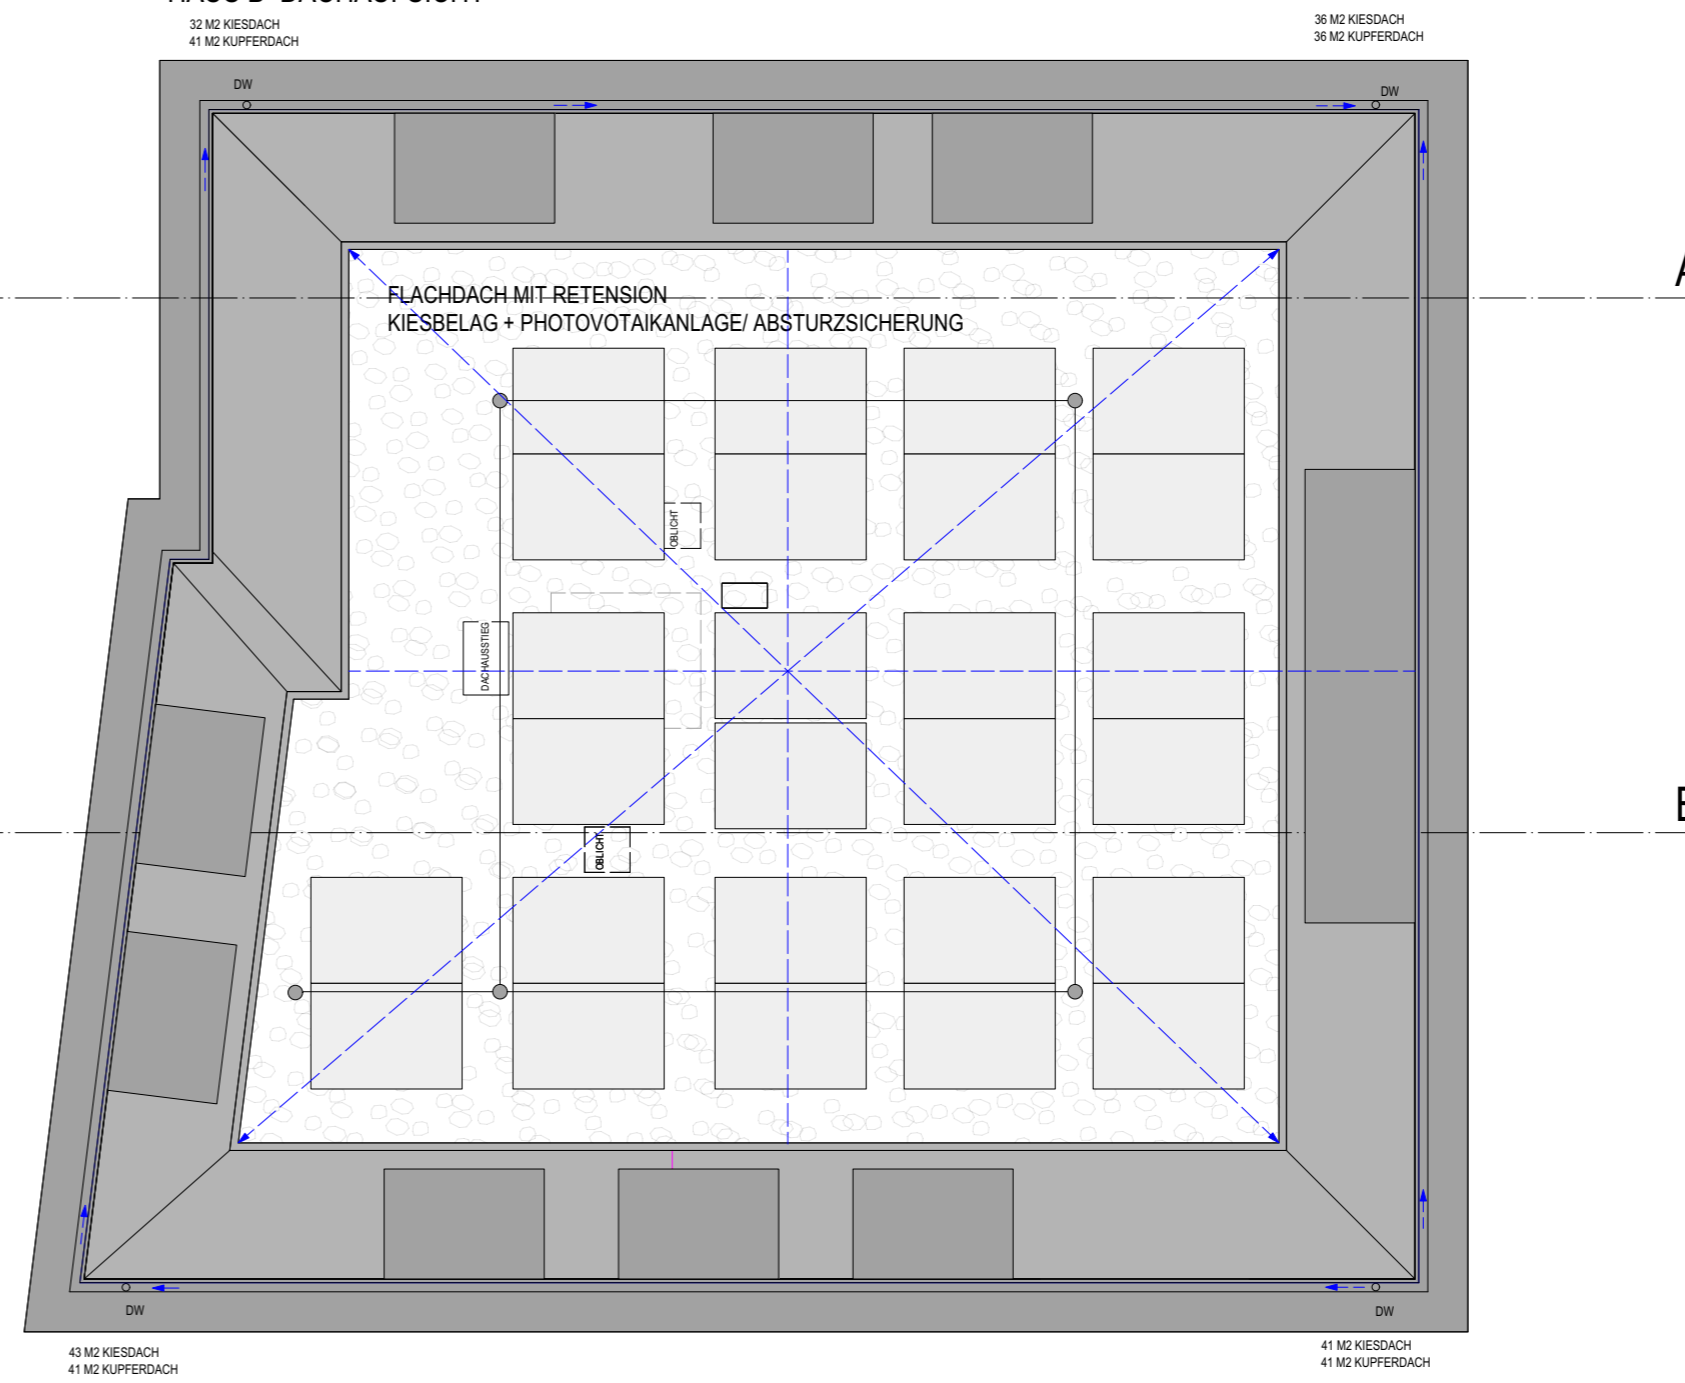 32 M2 KIESDACH
41 M2 KUPFERDACH
36 M2 KIESDACH
36 M2 KUPFERDACH
DW
DW
FLACHDACH MIT RETENSION
KIESBELAG + PHOTOVOTAIKANLAGE/ ABSTURZSICHERUNG
OBLICHT
DACHAUSSTIEG
OBLICHT
DW
DW
43 M2 KIESDACH
41 M2 KUPFERDACH
41 M2 KIESDACH
41 M2 KUPFERDACH